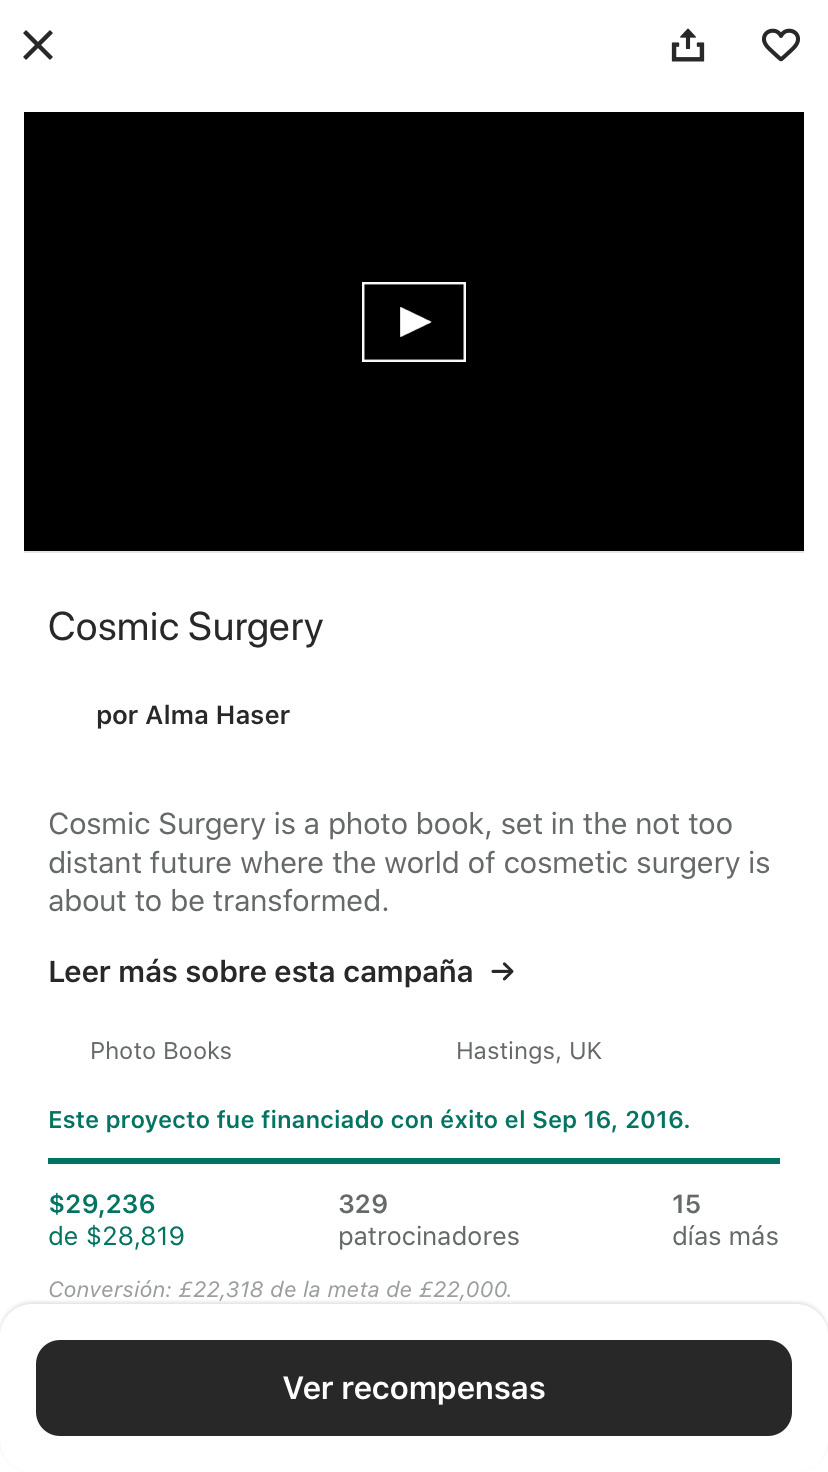 Cosmic Surgery
por Alma Haser
Cosmic Surgery is a photo book, set in the not too
distant future where the world of cosmetic surgery is
about to be transformed.
Leer más sobre esta campaña →
Photo Books
Hastings, UK
Este proyecto fue financiado con éxito el Sep 16, 2016.
$29,236
de $28,819
329
patrocinadores
15
días más
Conversión: £22,318 de la meta de £22,000.
Ver recompensas